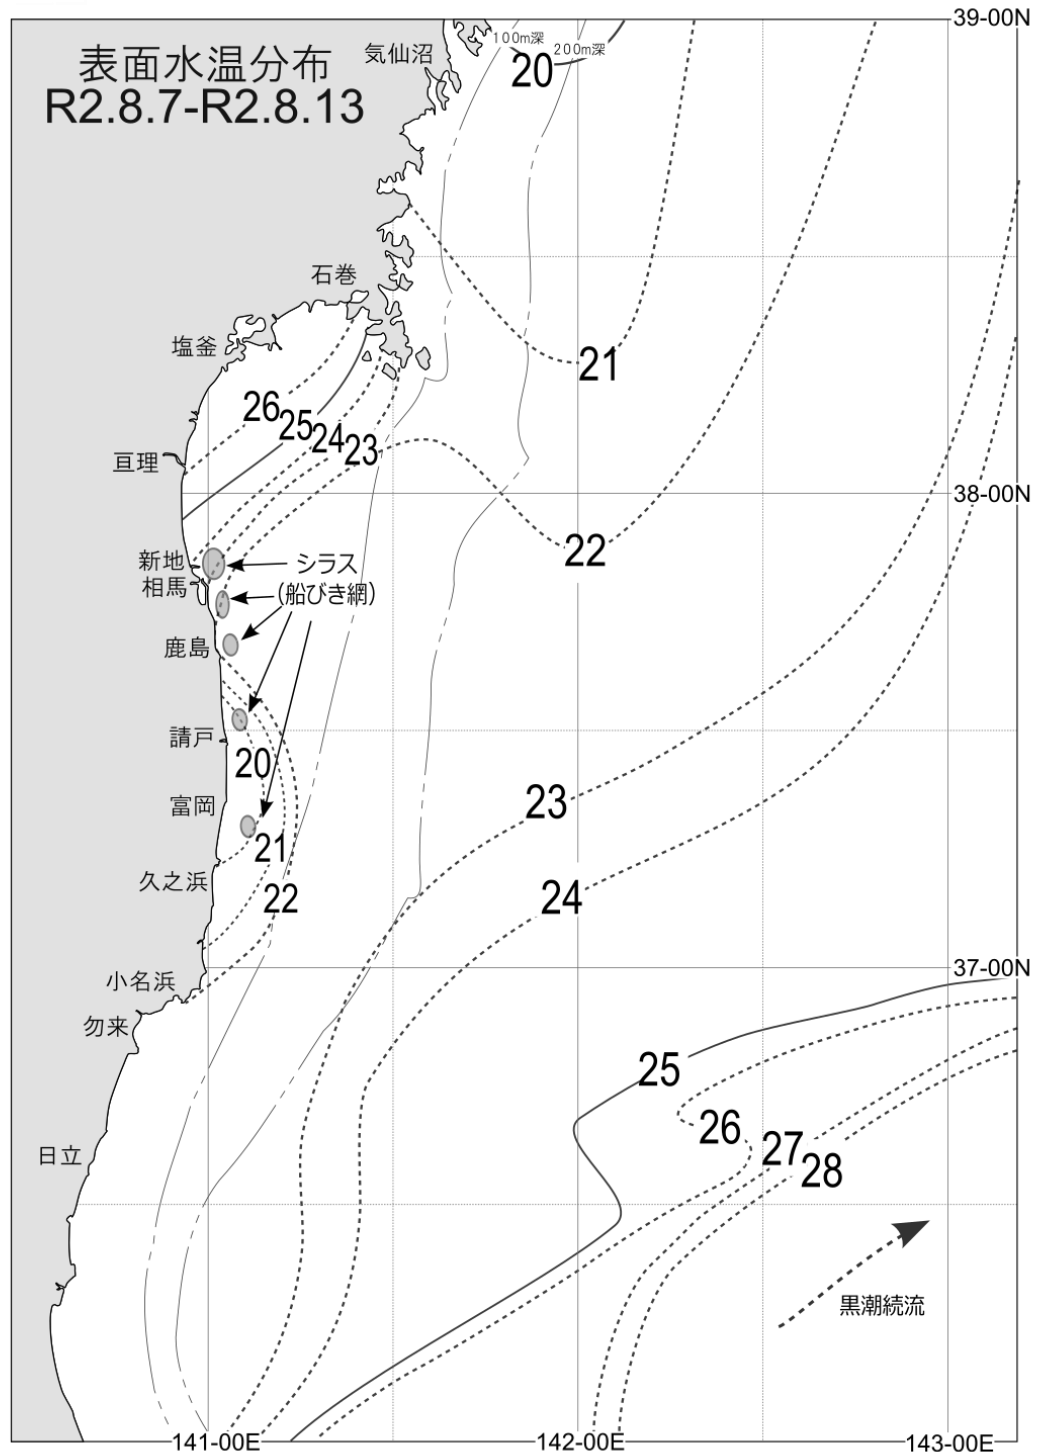 39-00N
100m深
200m深
気仙沼
表面水温分布
20
R2.8.7-R2.8.13
石巻
塩釜
21
26
25
24
23
亘理
38-00N
22
新地
シラス
相馬
(船びき網)
鹿島
請戸
20
富岡
23
21
久之浜
22
24
37-00N
小名浜
勿来
25
26
27
28
日立
黒潮続流
141-00E
142-00E
143-00E